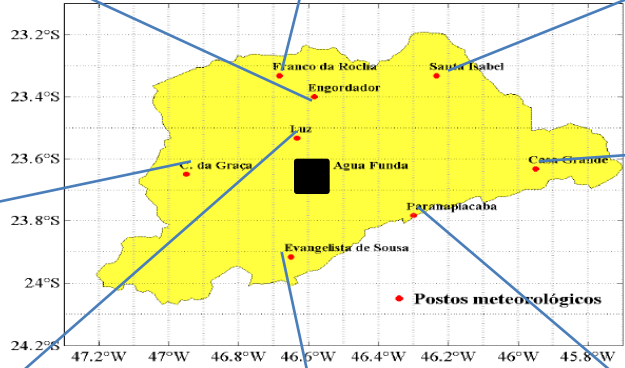 23.2°S
Franco da Rocha
Santa Isabel
Engordador
23.4°S
Luz
23.6°S
C. da Graça
Agua Funda
Casa Grande
23.8°S
Paranapiacaba
Evangelista de Sousa
24°S
Postos meteorológicos
24.2°S
47.2°W 47°W 46.8°W 46.6°W 46.4°W 46.2°W 46°W 45.8°W